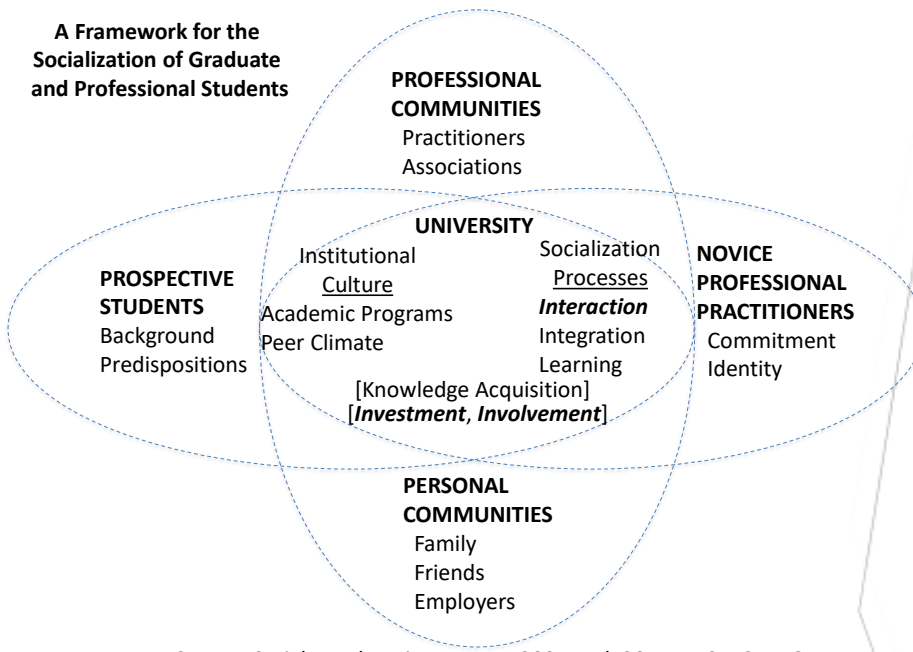 A Framework for the
Socialization of Graduate
and Professional Students
PROFESSIONAL
COMMUNITIES
Practitioners
Associations
UNIVERSITY
Institutional
Culture
Academic Programs
Peer Climate
Socialization
Processes
Interaction
Integration
Learning
[Knowledge Acquisition]
[Investment, Involvement]
PROSPECTIVE
STUDENTS
Background
Predispositions
NOVICE
PROFESSIONAL
PRACTITIONERS
Commitment
Identity
PERSONAL
COMMUNITIES
Family
Friends
Employers